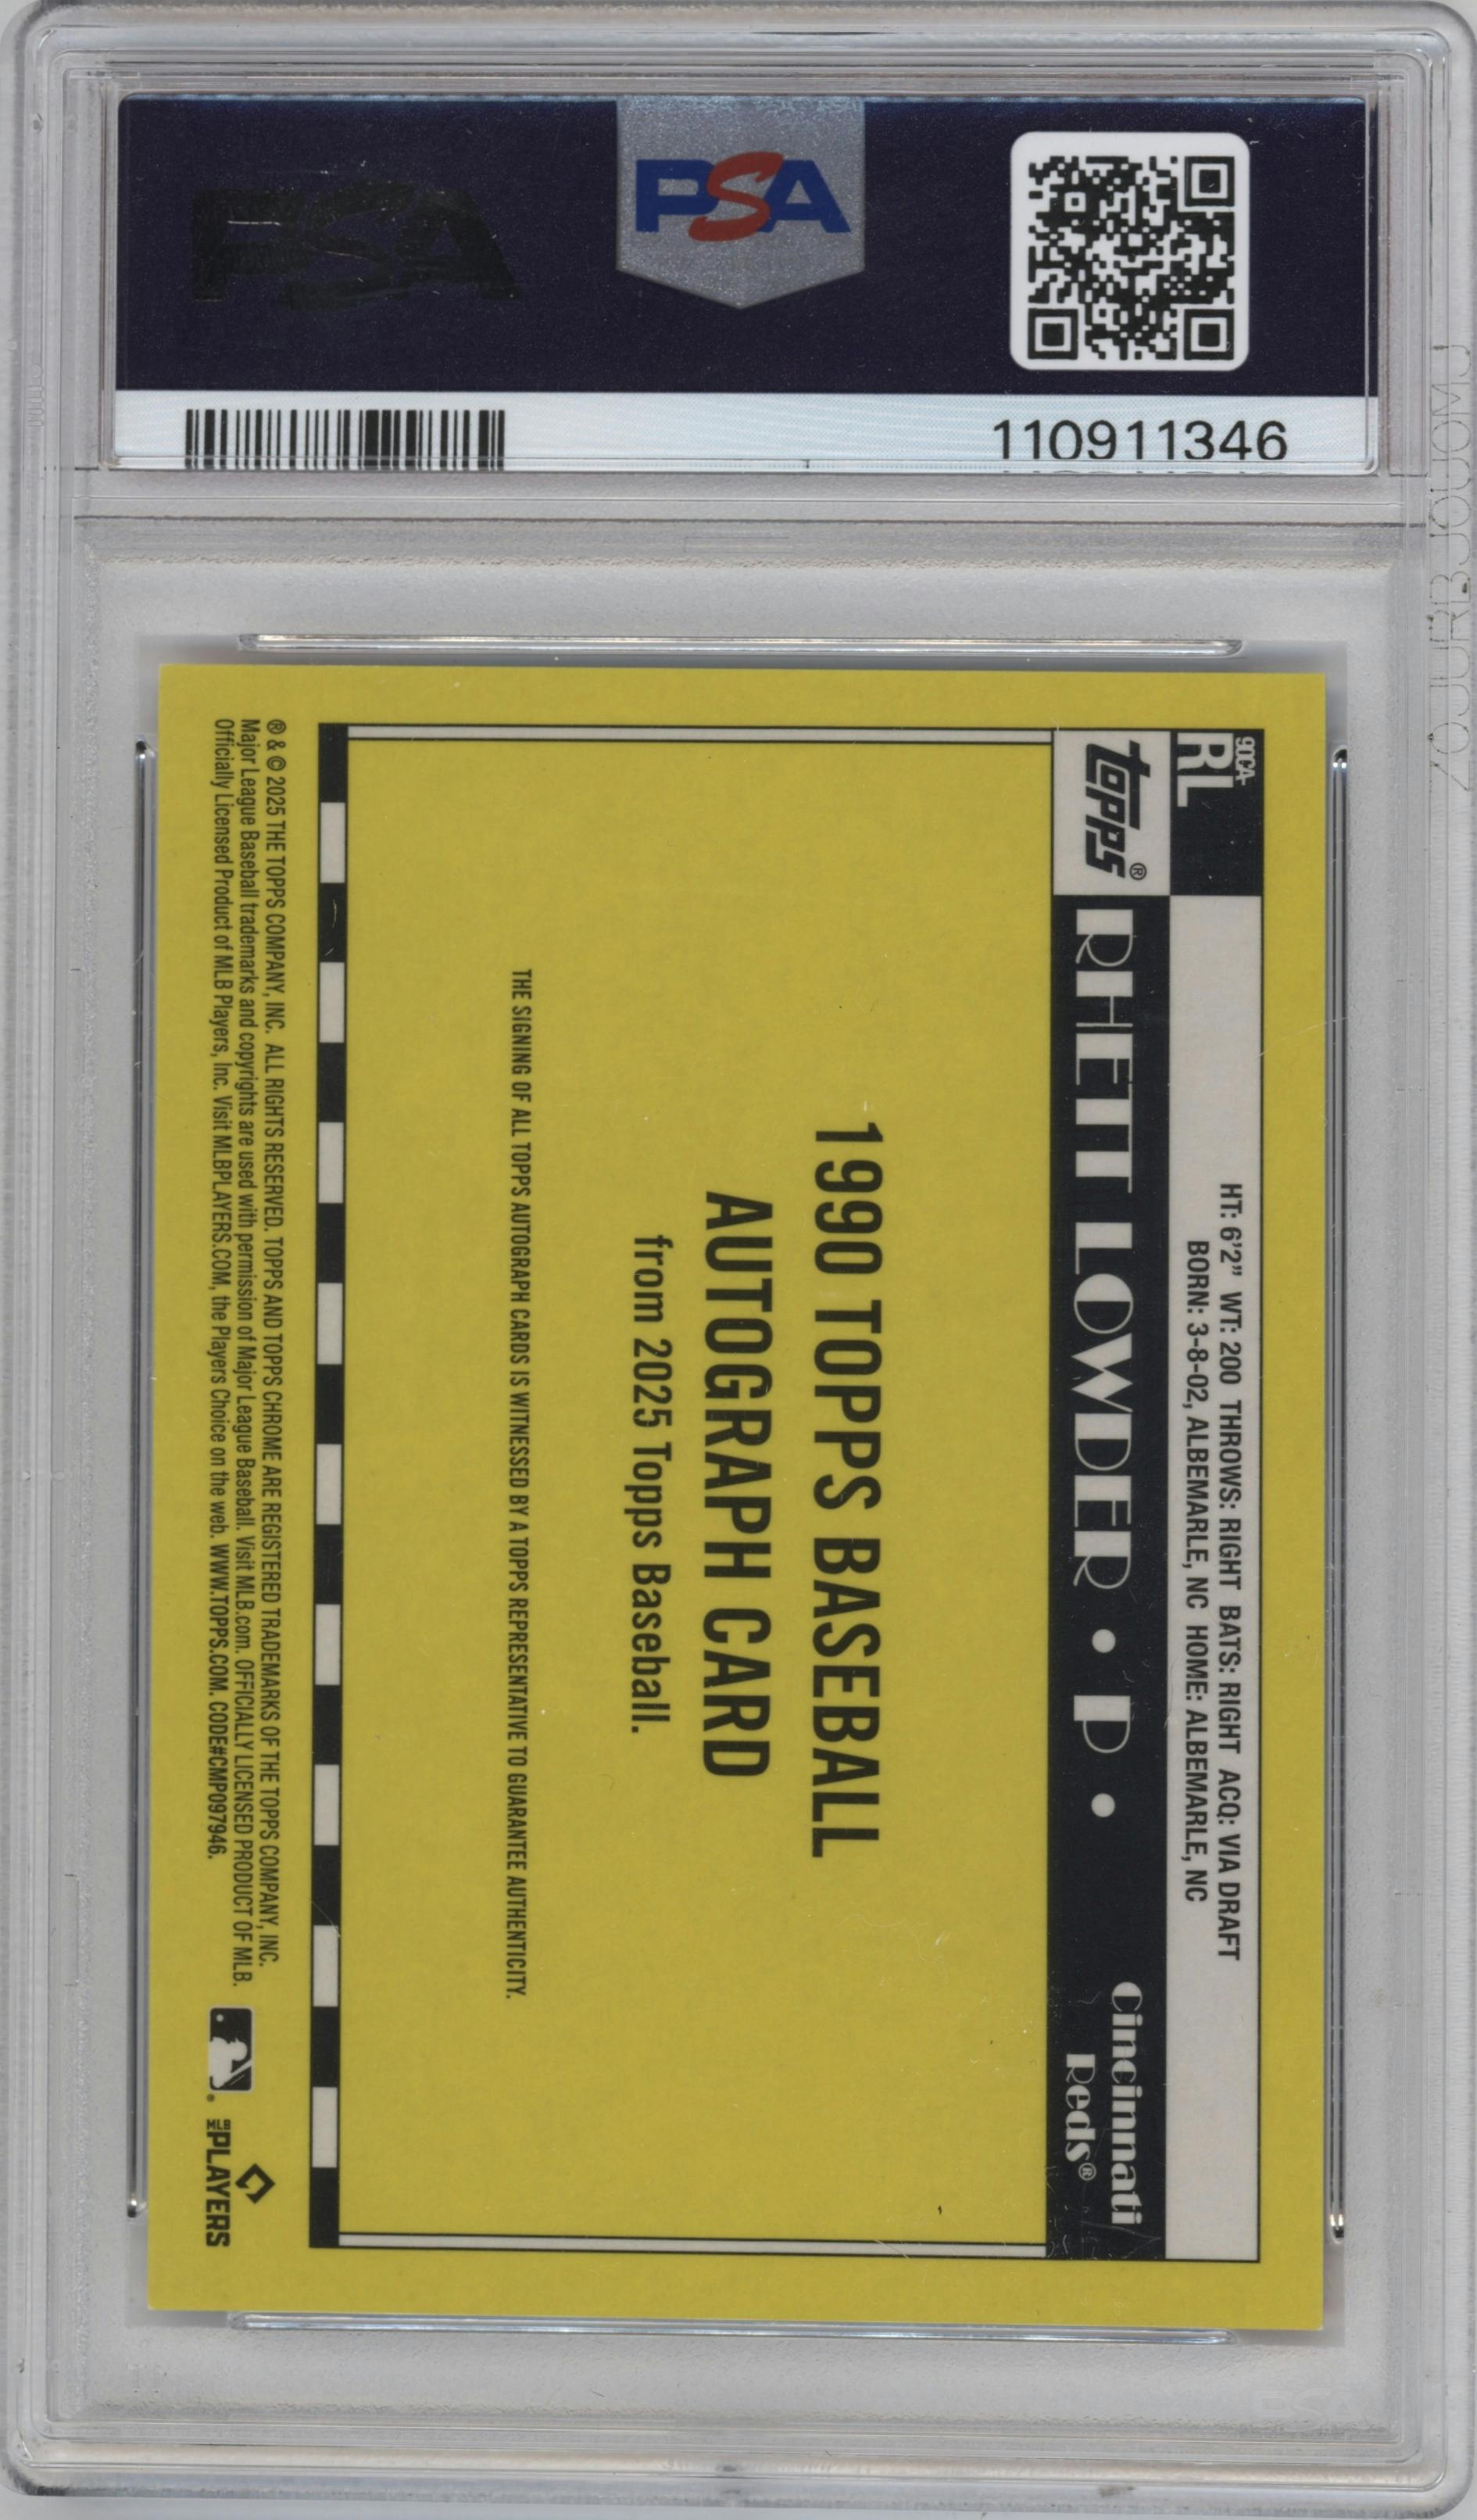 PSA
110911346
90CA-
RL
HT: 6'2" WT: 200 THROWS: RIGHT BATS: RIGHT ACQ: VIA DRAFT
BORN: 3-8-02, ALBEMARLE, NC HOME: ALBEMARLE, NC
Topps®
RHETT LOWDER • P •
Cincinnati
Reds®
1990 TOPPS BASEBALL
AUTOGRAPH CARD
from 2025 Topps Baseball.
THE SIGNING OF ALL TOPPS AUTOGRAPH CARDS IS WITNESSED BY A TOPPS REPRESENTATIVE TO GUARANTEE AUTHENTICITY.
® & © 2025 THE TOPPS COMPANY, INC. ALL RIGHTS RESERVED. TOPPS AND TOPPS CHROME ARE REGISTERED TRADEMARKS OF THE TOPPS COMPANY, INC.
Major League Baseball trademarks and copyrights are used with permission of Major League Baseball. Visit MLB.com. OFFICIALLY LICENSED PRODUCT OF MLB.
Officially Licensed Product of MLB Players, Inc. Visit MLBPLAYERS.COM, the Players Choice on the web. WWW.TOPPS.COM. CODE#CMP097946.
MLB PLAYERS